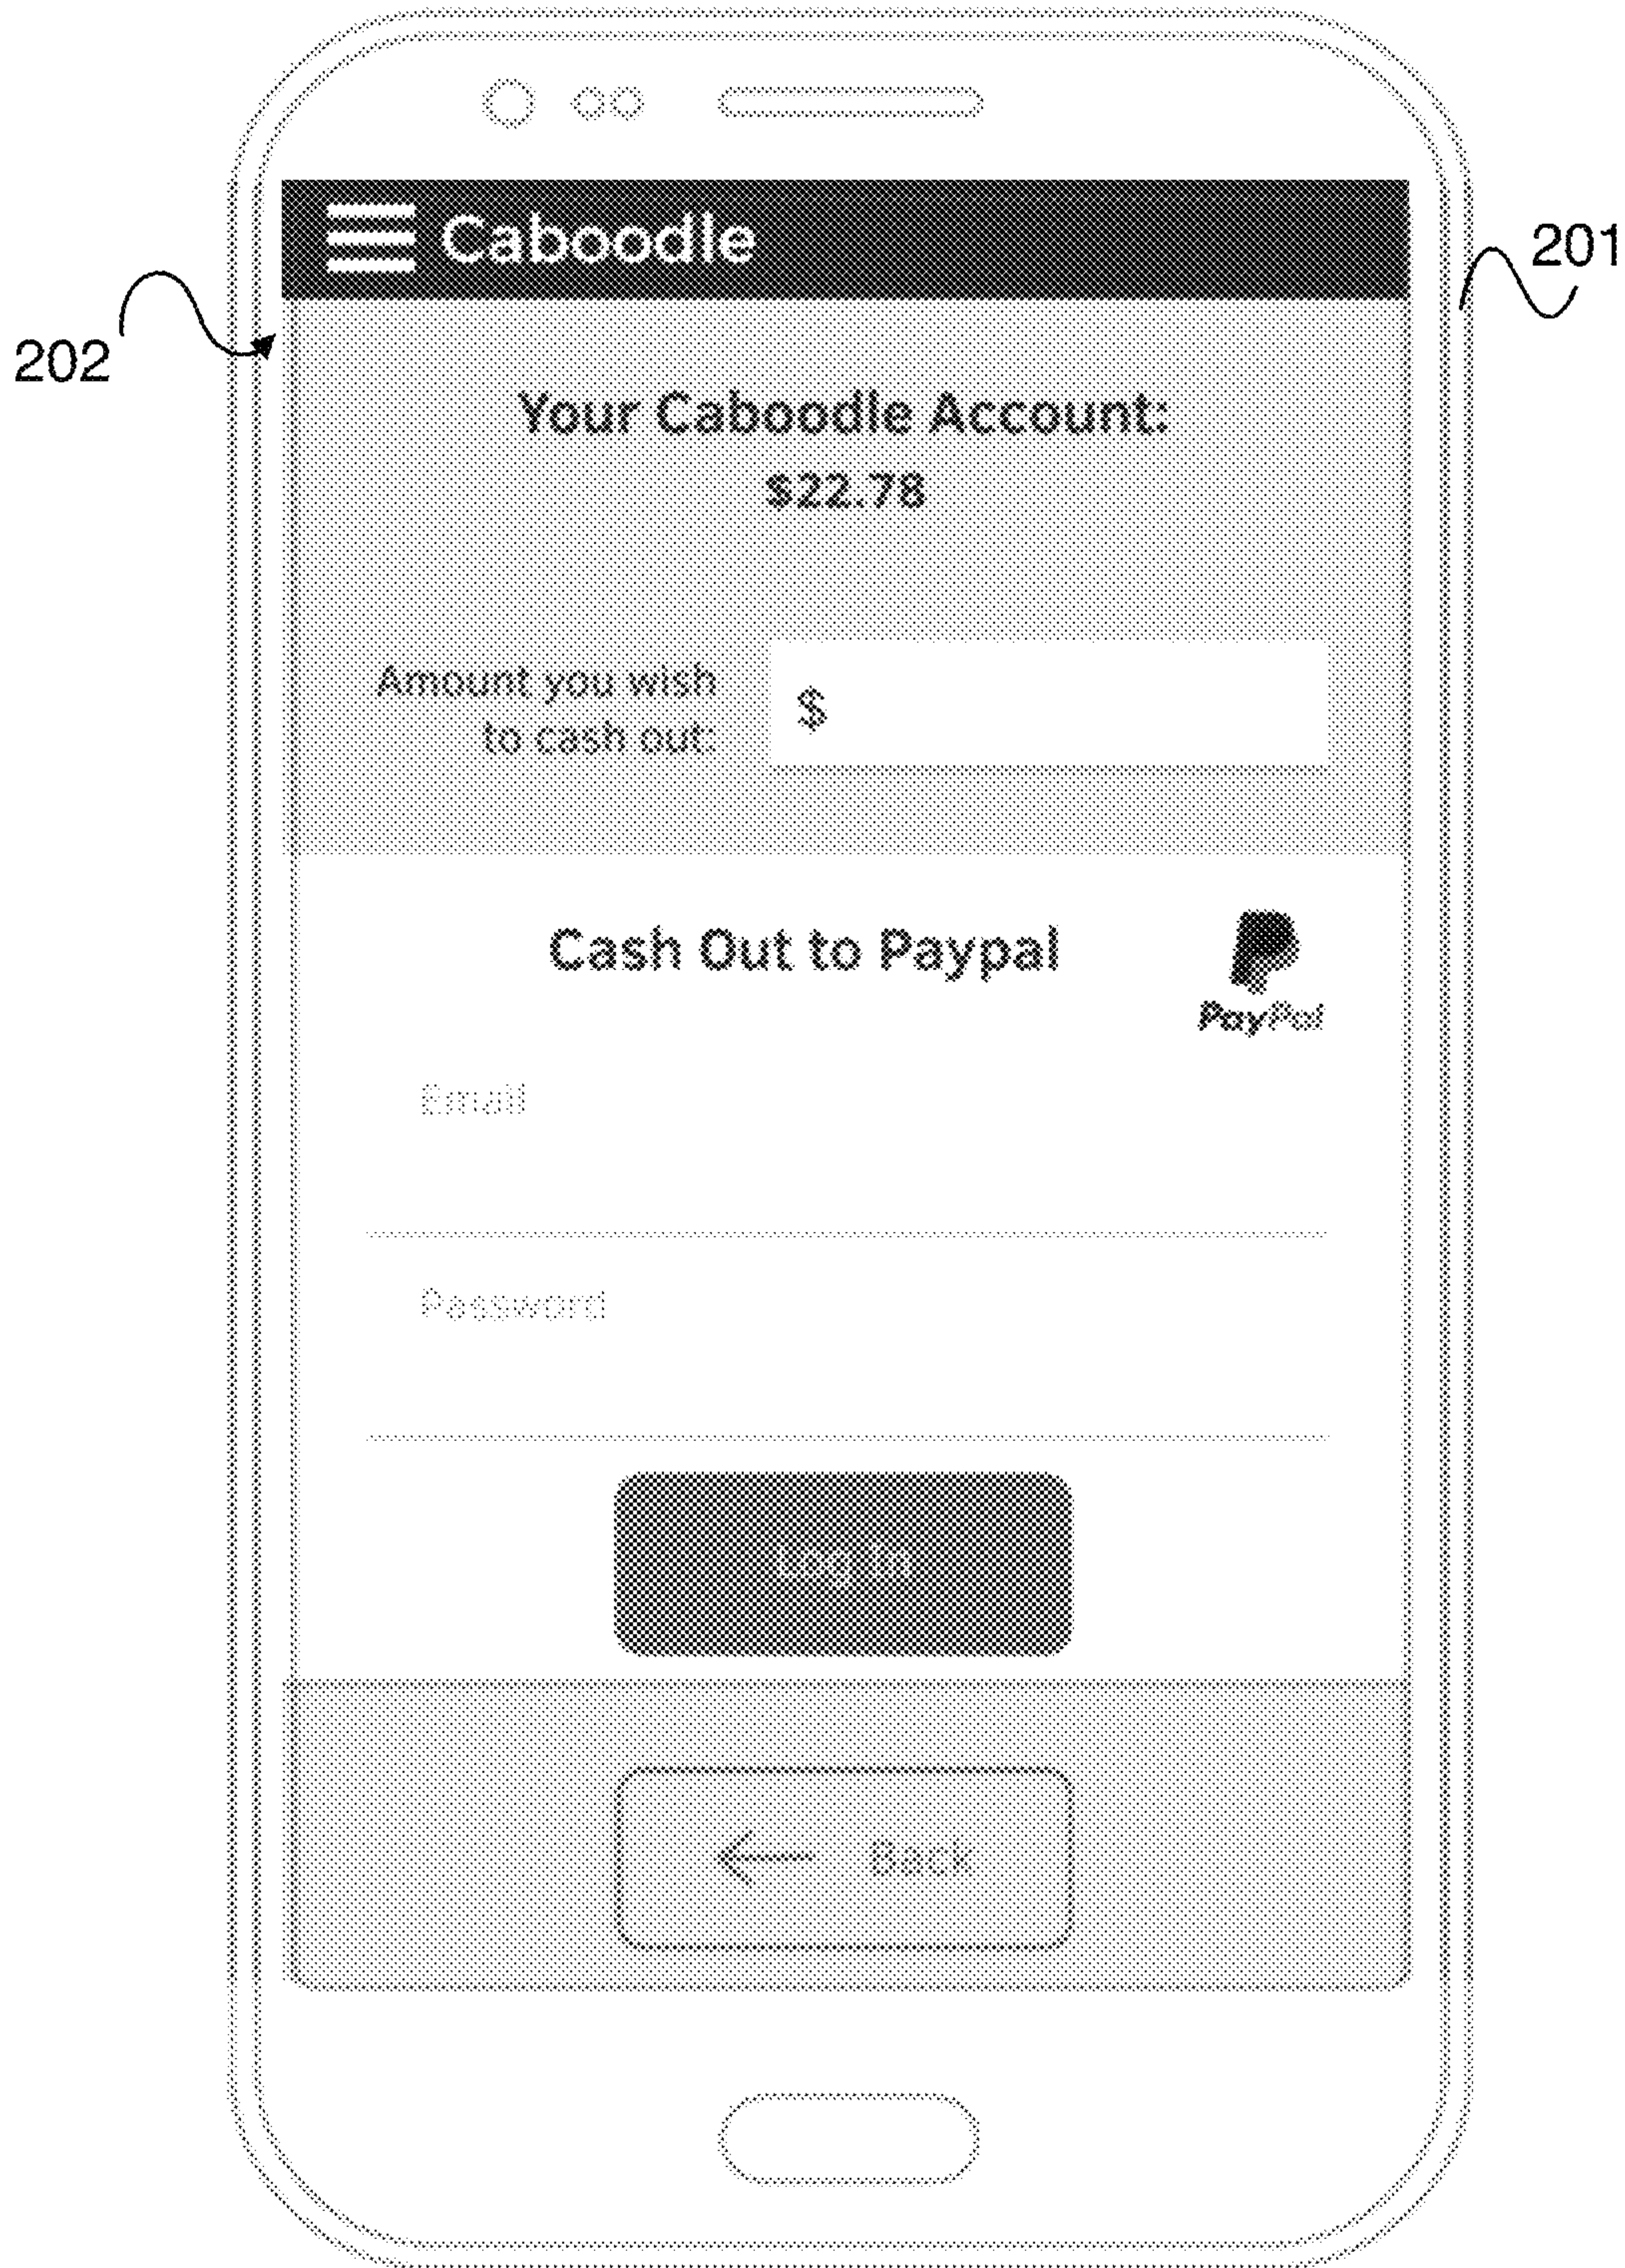 Caboodle
201
202
Your Caboodle Account:
$22.78
Amount you wish
to cash out:
$
Cash Out to Paypal
PayPal
Email
Password
Log In
Back